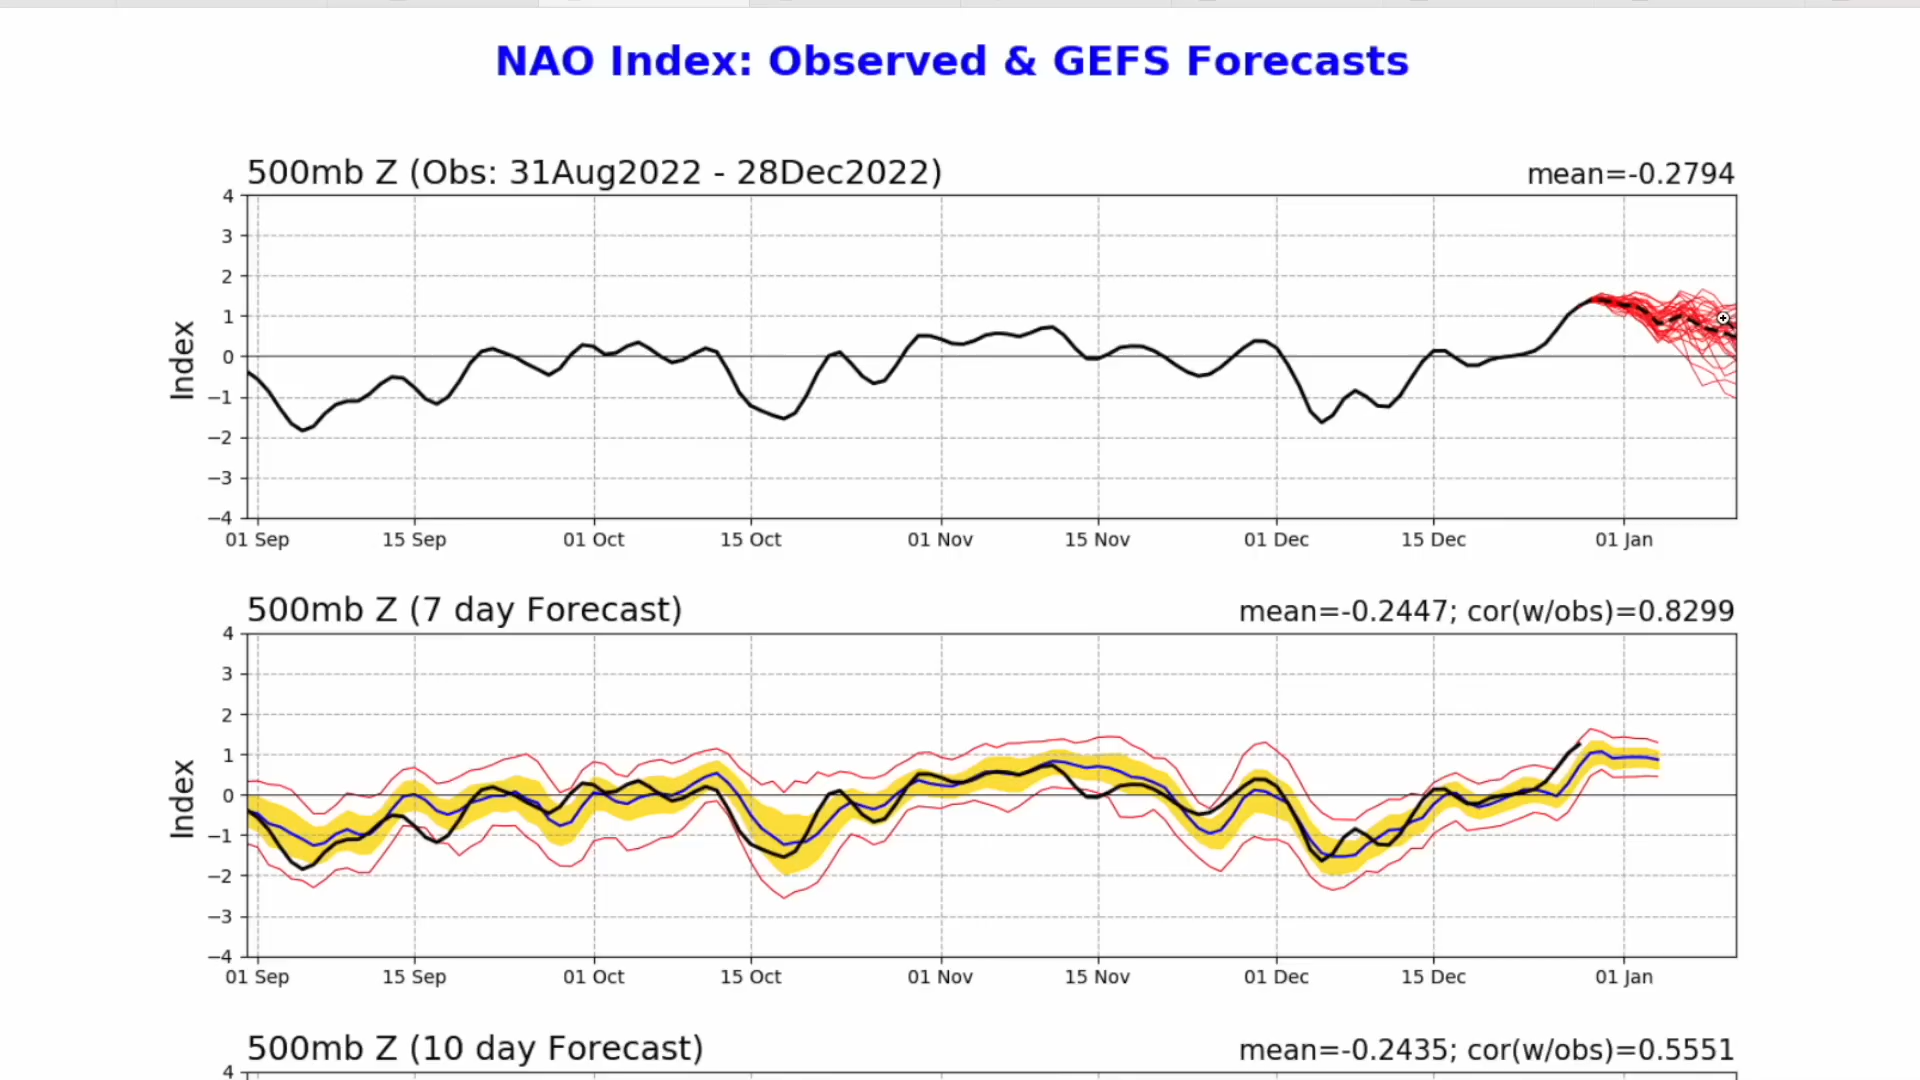 NAO Index: Observed & GEFS Forecasts
500mb Z (Obs: 31Aug2022 - 28Dec2022)
mean=-0.2794
4
3
2
1
0
−1
−2
−3
−4
Index
01 Sep 15 Sep 01 Oct 15 Oct 01 Nov 15 Nov 01 Dec 15 Dec 01 Jan
500mb Z (7 day Forecast)
mean=-0.2447; cor(w/obs)=0.8299
4
3
2
1
0
−1
−2
−3
−4
Index
01 Sep 15 Sep 01 Oct 15 Oct 01 Nov 15 Nov 01 Dec 15 Dec 01 Jan
500mb Z (10 day Forecast)
mean=-0.2435; cor(w/obs)=0.5551
4